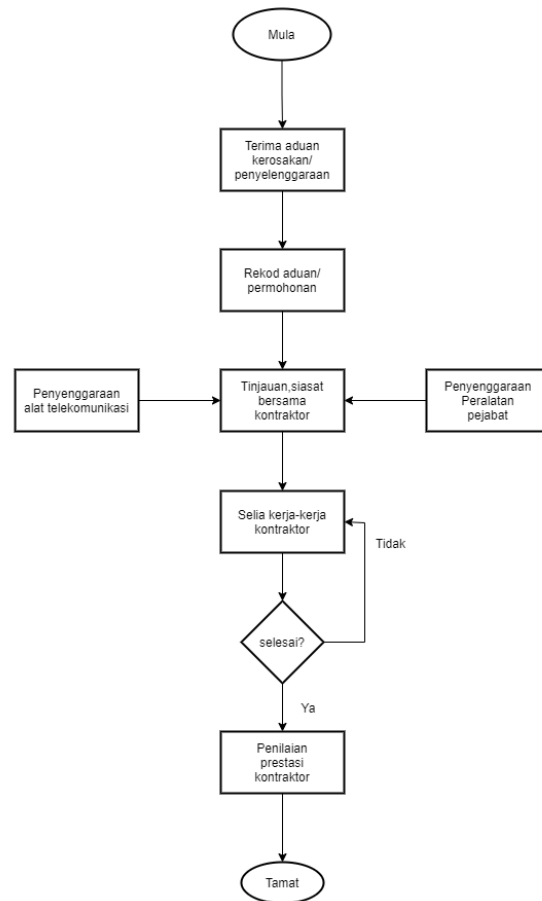 Mula
Terima aduan
kerosakan/
penyelenggaraan
Rekod aduan/
permohonan
Penyenggaraan
alat telekomunikasi
Tinjauan,siasat
bersama
kontraktor
Penyenggaraan
Peralatan
pejabat
Selia kerja-kerja
kontraktor
Tidak
selesai?
Ya
Penilaian
prestasi
kontraktor
Tamat